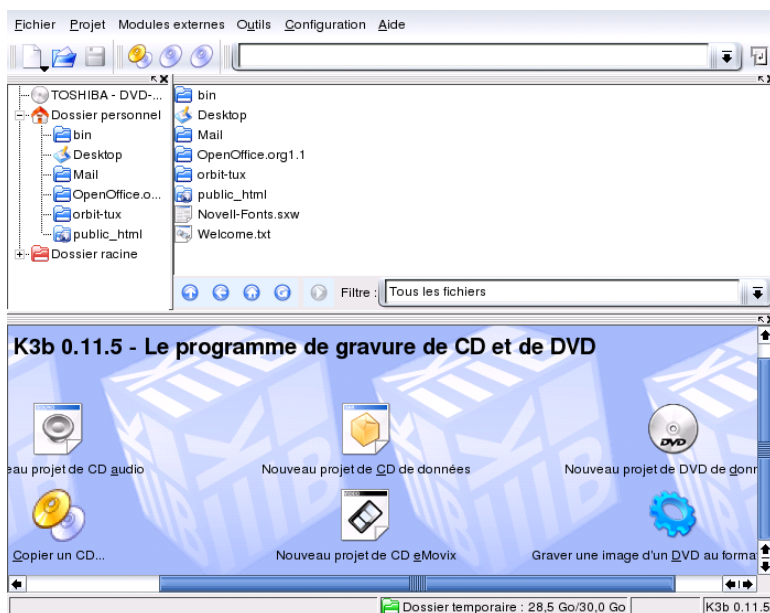 Fichier Projet Modules externes Outils Configuration Aide
TOSHIBA - DVD-...
Dossier personnel
bin
Desktop
Mail
OpenOffice.o...
orbit-tux
public_html
Dossier racine
bin
Desktop
Mail
OpenOffice.org1.1
orbit-tux
public_html
Novell-Fonts.sxw
Welcome.txt
Filtre : Tous les fichiers
K3b 0.11.5 - Le programme de gravure de CD et de DVD
eau projet de CD audio
Nouveau projet de CD de données
Nouveau projet de DVD de donn
Copier un CD...
Nouveau projet de CD eMovix
Graver une image d'un DVD au forma
Dossier temporaire : 28,5 Go/30,0 Go
K3b 0.11.5